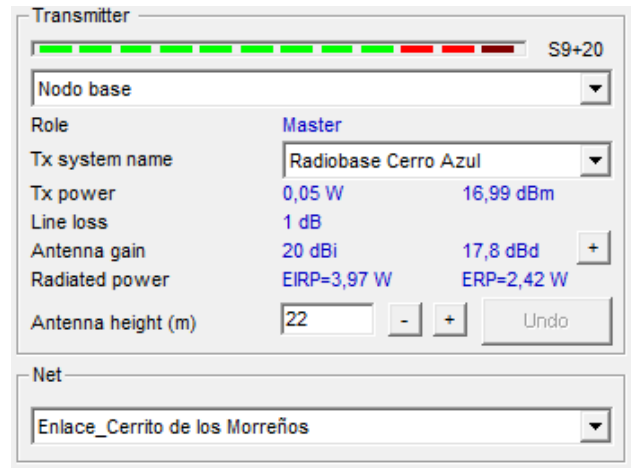 Transmitter
S9+20
Nodo base
Role Master
Tx system name Radiobase Cerro Azul
Tx power 0,05 W 16,99 dBm
Line loss 1 dB
Antenna gain 20 dBi 17,8 dBd +
Radiated power EIRP=3,97 W ERP=2,42 W
Antenna height (m) 22 - + Undo
Net
Enlace_Cerrito de los Morreños